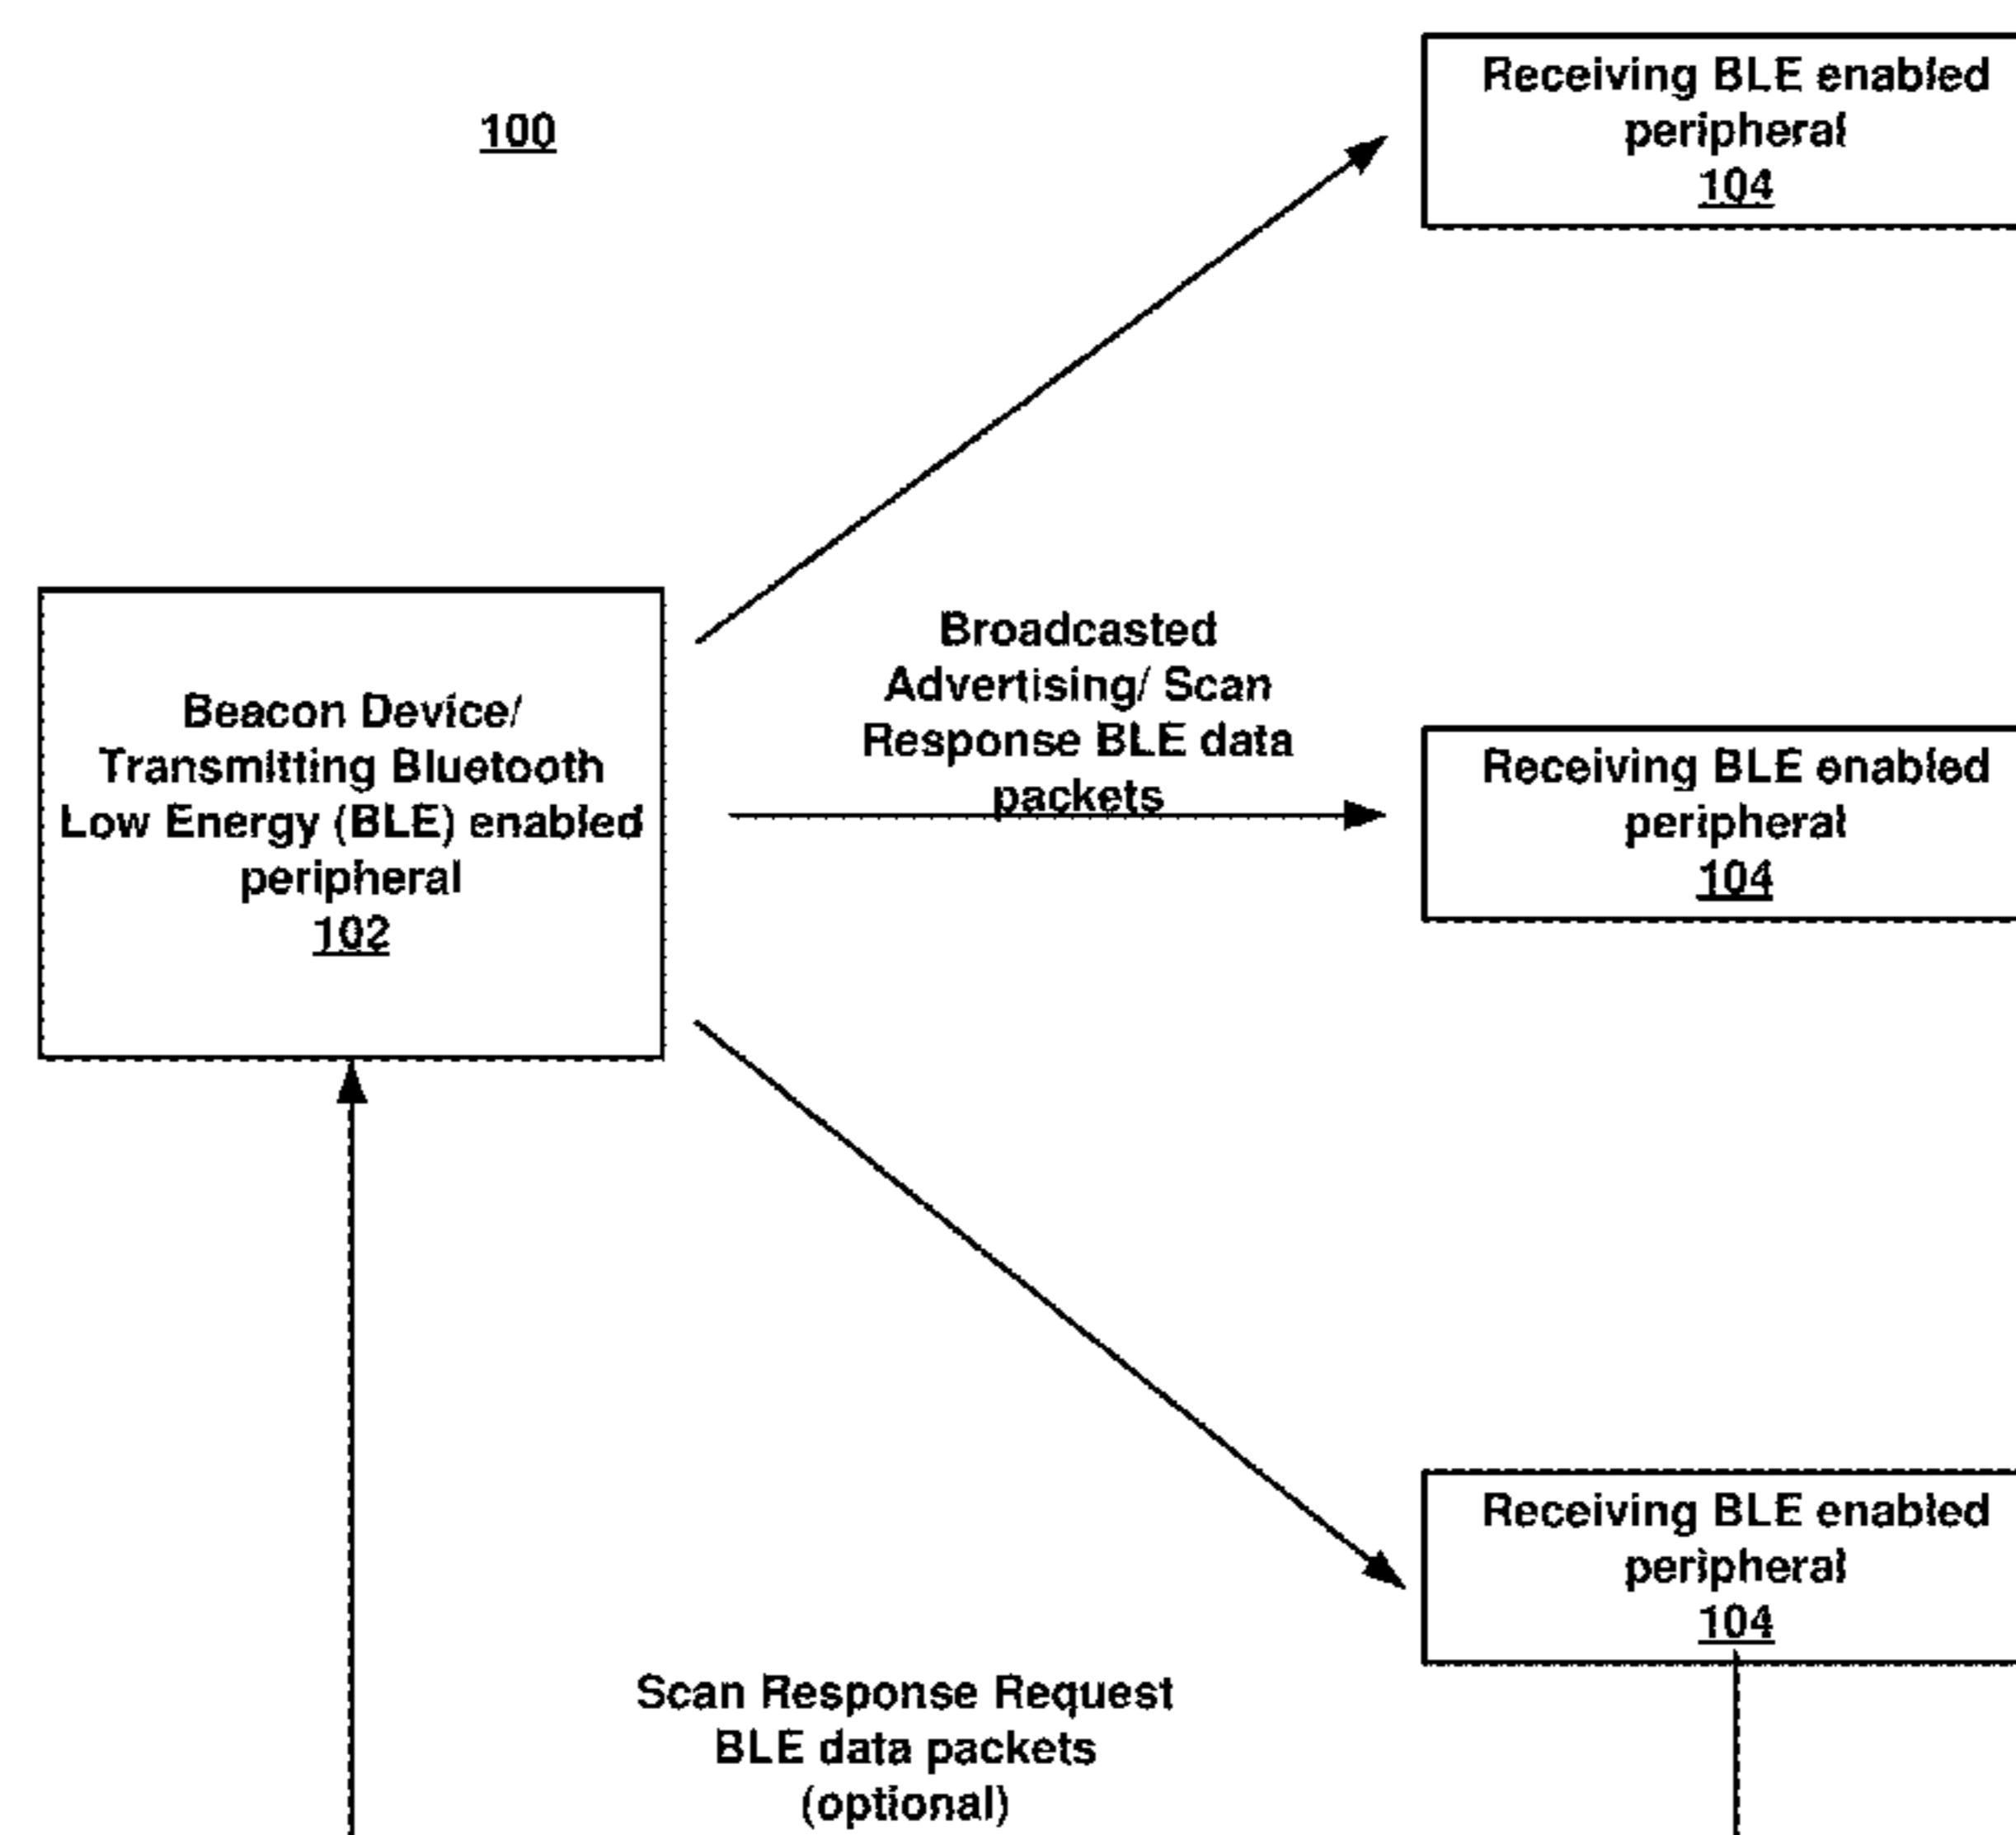 100
Receiving BLE enabled
peripheral
104
Beacon Device/
Transmitting Bluetooth
Low Energy (BLE) enabled
peripheral
102
Broadcasted
Advertising/ Scan
Response BLE data
packets
Receiving BLE enabled
peripheral
104
Receiving BLE enabled
peripheral
104
Scan Response Request
BLE data packets
(optional)